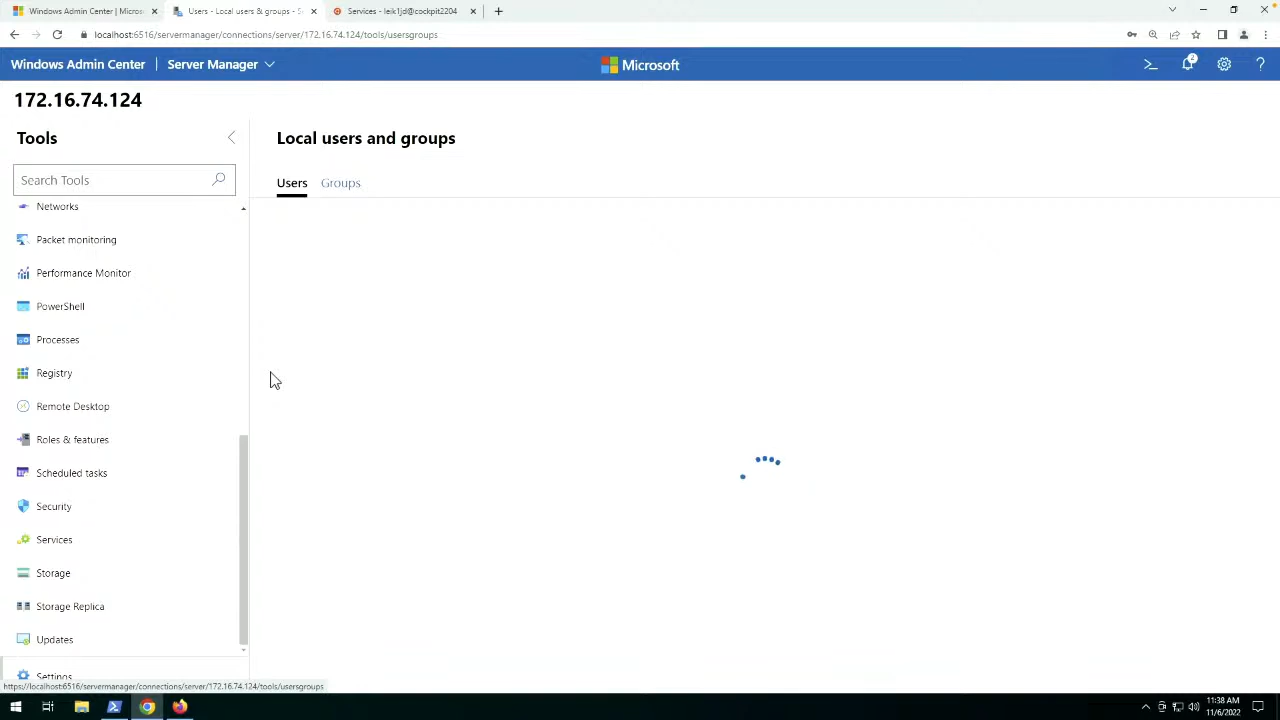 Windows Admin Center | Micros
Users - Local users & groups - S
Services - leik1jd@cockpit2204
localhost:6516/servermanager/connections/server/172.16.74.124/tools/usersgroups
Windows Admin Center | Server Manager
Microsoft
2
172.16.74.124
Tools
Local users and groups
Search Tools
Users Groups
Networks
Packet monitoring
Performance Monitor
PowerShell
Processes
Registry
Remote Desktop
Roles & features
Scheduled tasks
Security
Services
Storage
Storage Replica
Updates
Settings
https://localhost:6516/servermanager/connections/server/172.16.74.124/tools/usersgroups
11:38 AM
11/6/2022